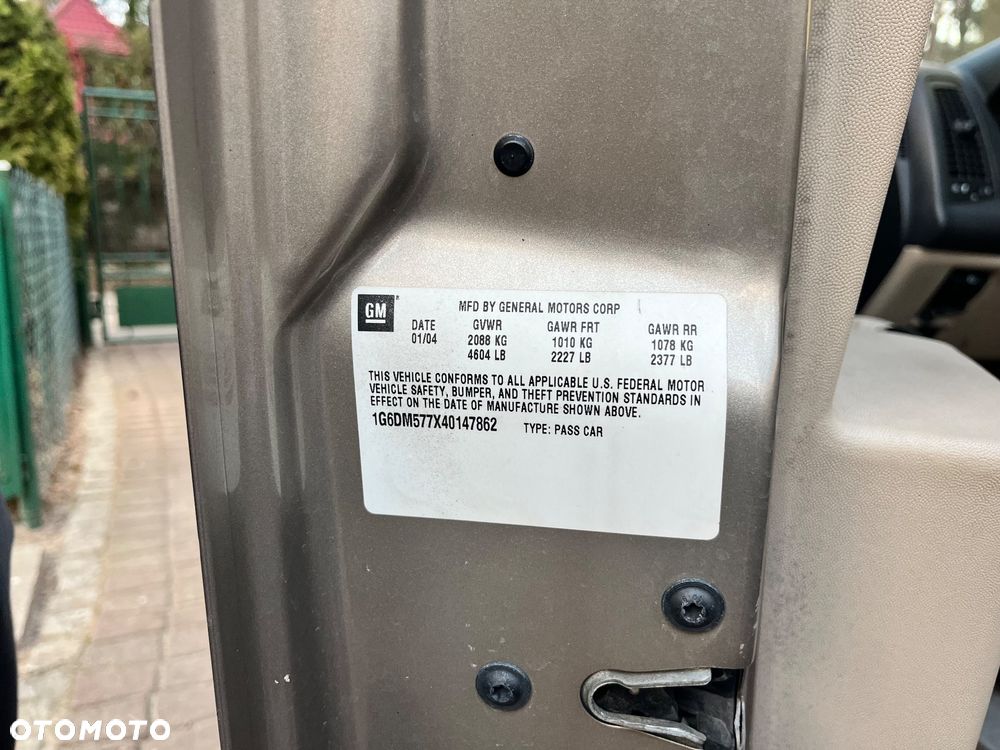 GM
MFD BY GENERAL MOTORS CORP
DATE GVWR GAWR FRT GAWR RR
01/04 2088 KG 1010 KG 1078 KG
4604 LB 2227 LB 2377 LB
THIS VEHICLE CONFORMS TO ALL APPLICABLE U.S. FEDERAL MOTOR
VEHICLE SAFETY, BUMPER, AND THEFT PREVENTION STANDARDS IN
EFFECT ON THE DATE OF MANUFACTURE SHOWN ABOVE.
1G6DM577X40147862 TYPE: PASS CAR
OTOMOTO